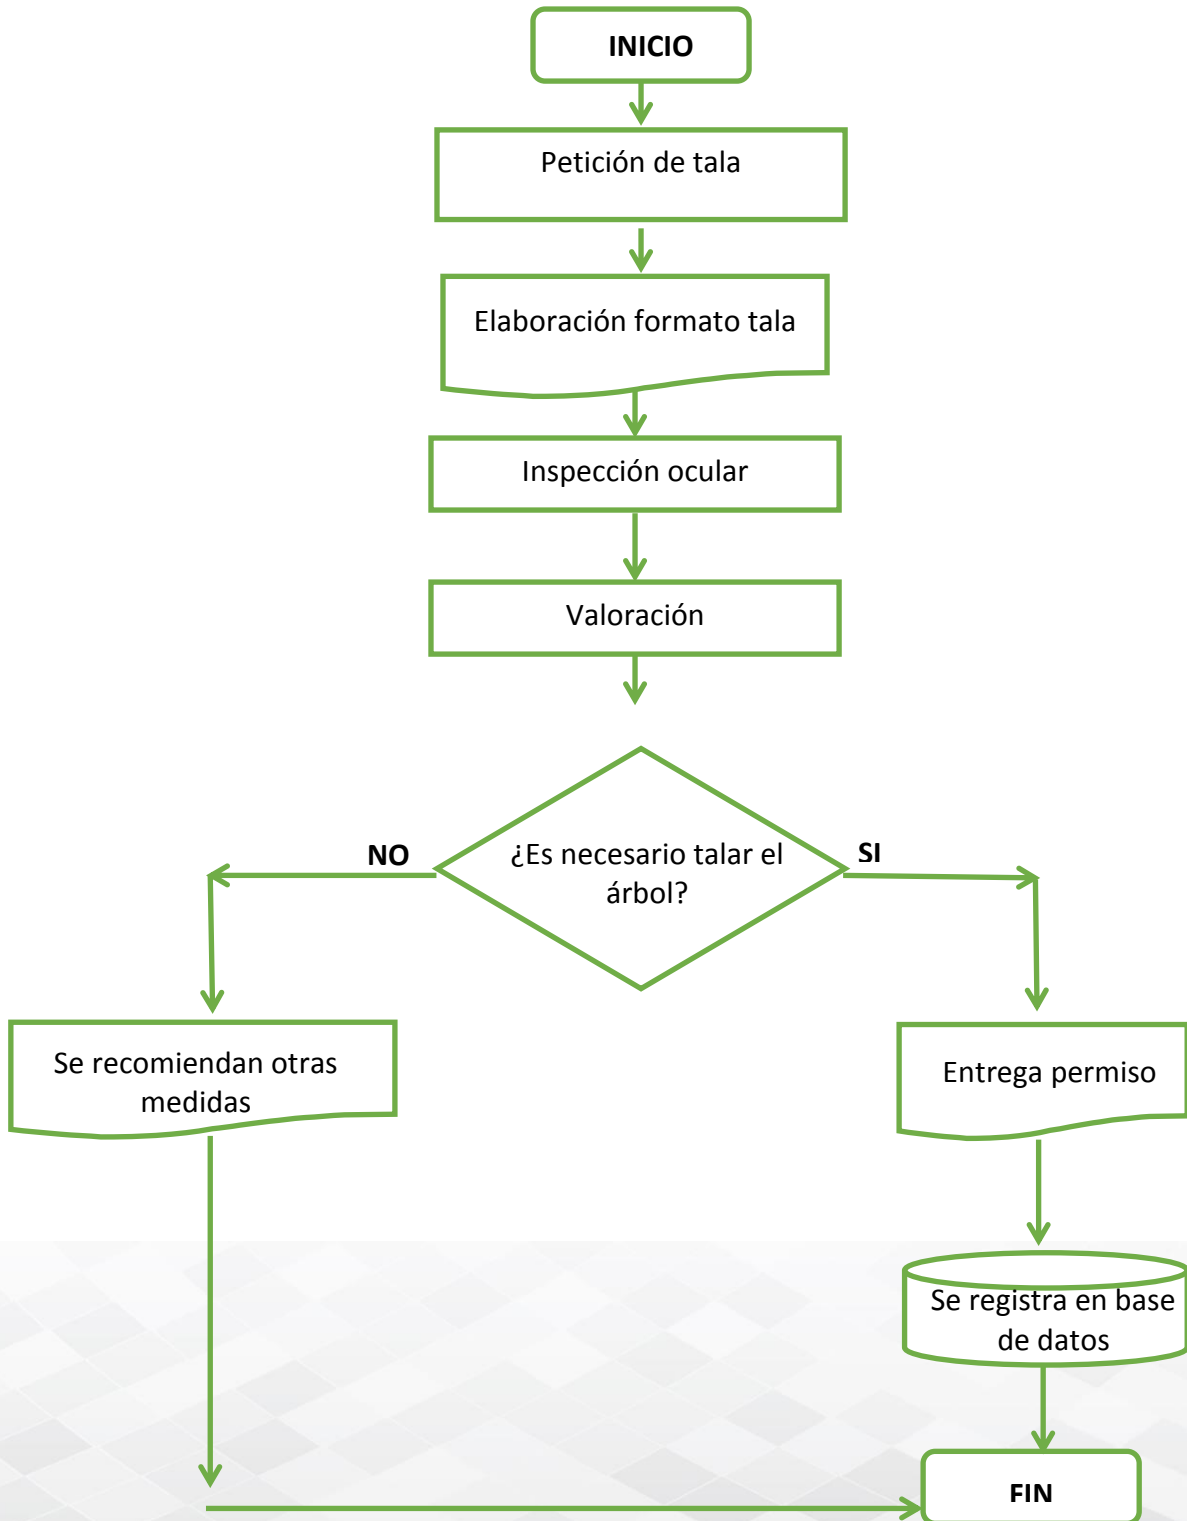 INICIO
Petición de tala
Elaboración formato tala
Inspección ocular
Valoración
¿Es necesario talar el
árbol?
NO
SI
Se recomiendan otras
medidas
Entrega permiso
Se registra en base
de datos
FIN